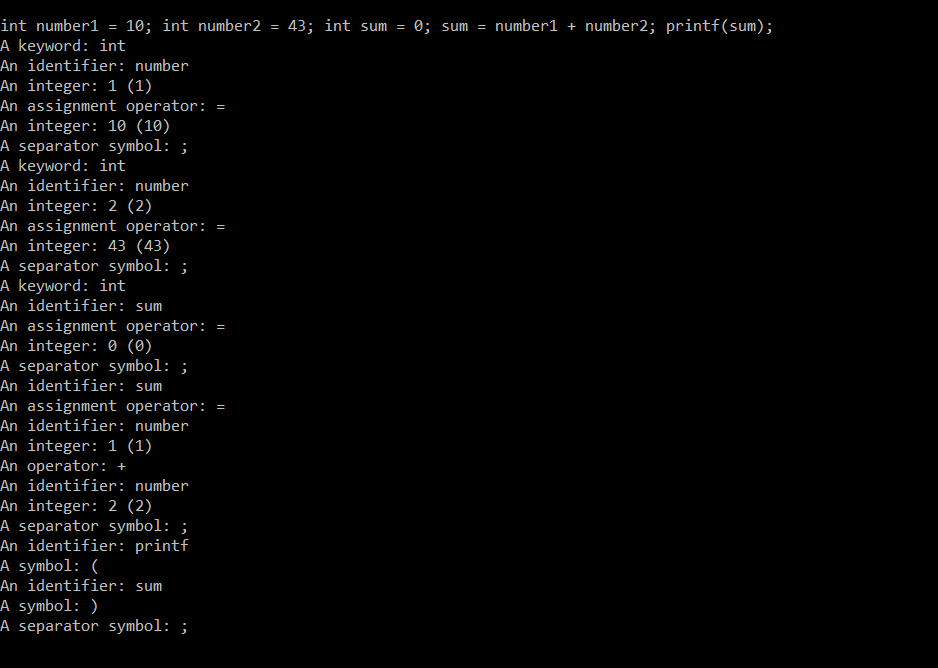 int number1 = 10; int number2 = 43; int sum = 0; sum = number1 + number2; printf(sum);
A keyword: int
An identifier: number
An integer: 1 (1)
An assignment operator: =
An integer: 10 (10)
A separator symbol: ;
A keyword: int
An identifier: number
An integer: 2 (2)
An assignment operator: =
An integer: 43 (43)
A separator symbol: ;
A keyword: int
An identifier: sum
An assignment operator: =
An integer: 0 (0)
A separator symbol: ;
An identifier: sum
An assignment operator: =
An identifier: number
An integer: 1 (1)
An operator: +
An identifier: number
An integer: 2 (2)
A separator symbol: ;
An identifier: printf
A symbol: (
An identifier: sum
A symbol: )
A separator symbol: ;